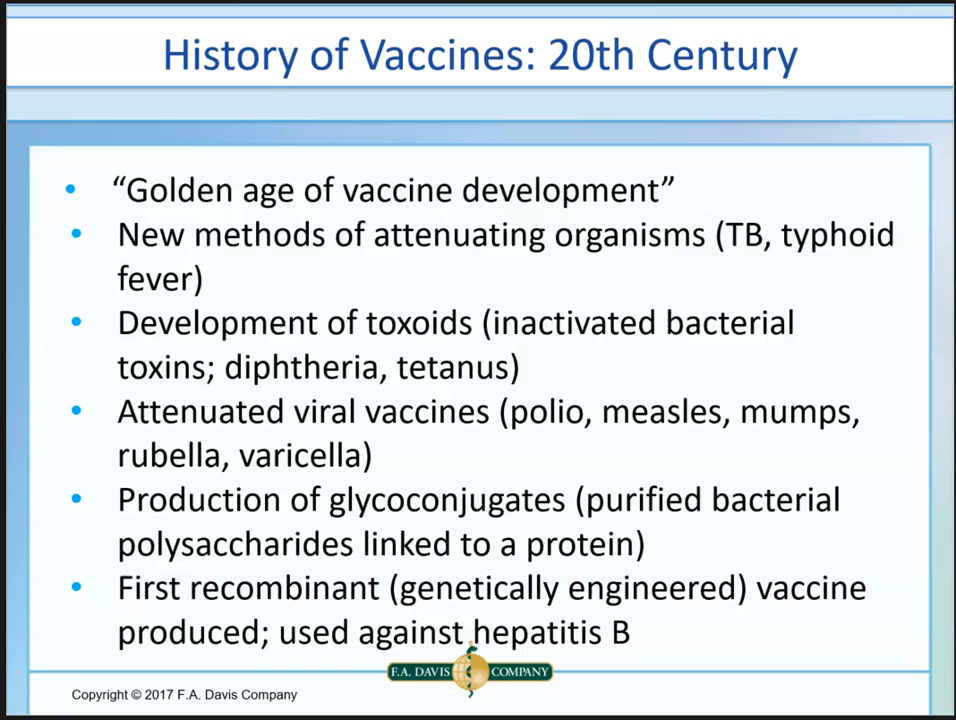 History of Vaccines: 20th Century
• “Golden age of vaccine development”
• New methods of attenuating organisms (TB, typhoid
fever)
• Development of toxoids (inactivated bacterial
toxins; diphtheria, tetanus)
• Attenuated viral vaccines (polio, measles, mumps,
rubella, varicella)
• Production of glycoconjugates (purified bacterial
polysaccharides linked to a protein)
• First recombinant (genetically engineered) vaccine
produced; used against hepatitis B
F.A. DAVIS COMPANY
Copyright © 2017 F.A. Davis Company